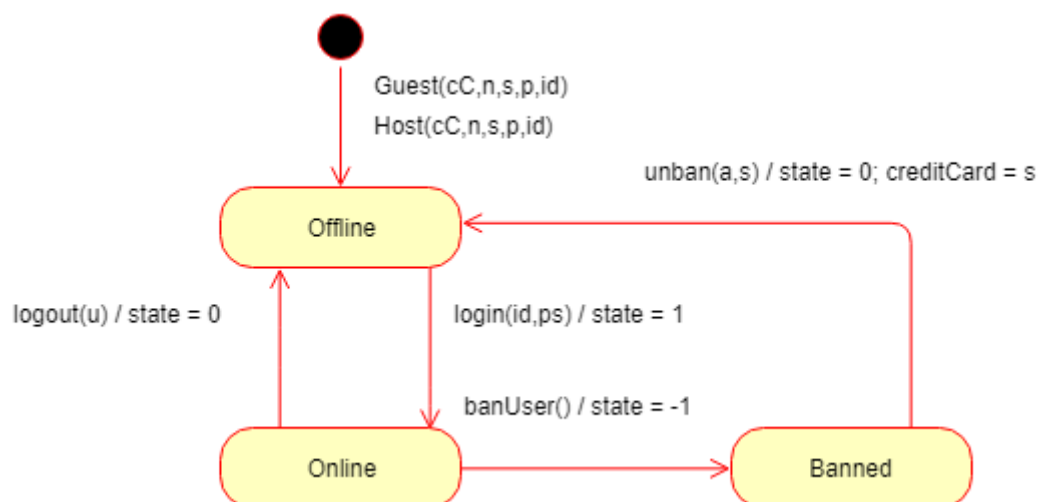 Guest(cC,n,s,p,id)
Host(cC,n,s,p,id)
unban(a,s) / state = 0; creditCard = s
Offline
logout(u) / state = 0
login(id,ps) / state = 1
banUser() / state = -1
Online
Banned